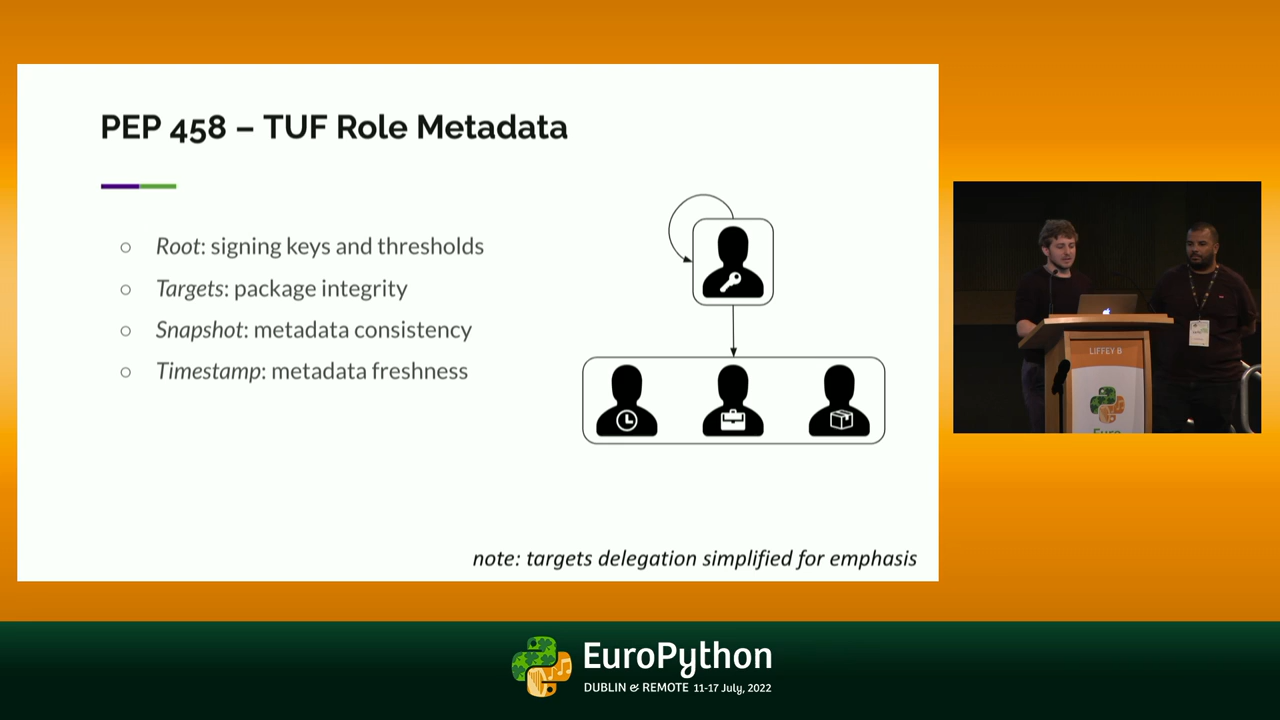 PEP 458 – TUF Role Metadata
○ Root: signing keys and thresholds
○ Targets: package integrity
○ Snapshot: metadata consistency
○ Timestamp: metadata freshness
note: targets delegation simplified for emphasis
LIFFEY B
Euro
EuroPython
DUBLIN & REMOTE 11-17 July, 2022